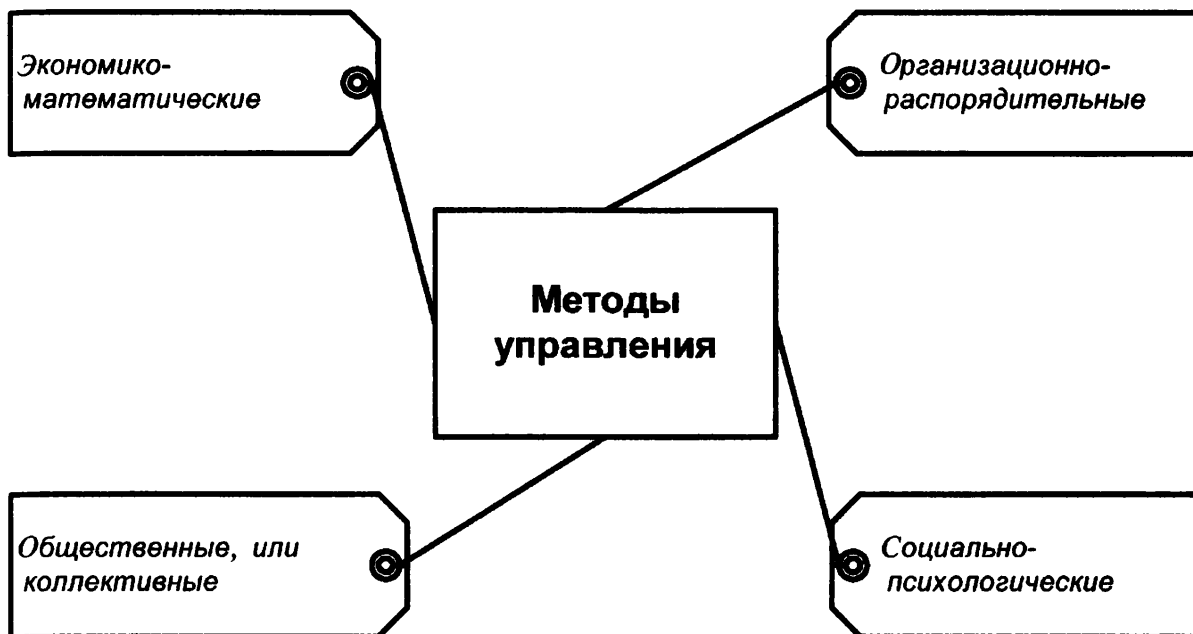 Экономико-
математические
Организационно-
распорядительные
Методы
управления
Общественные, или
коллективные
Социально-
психологические